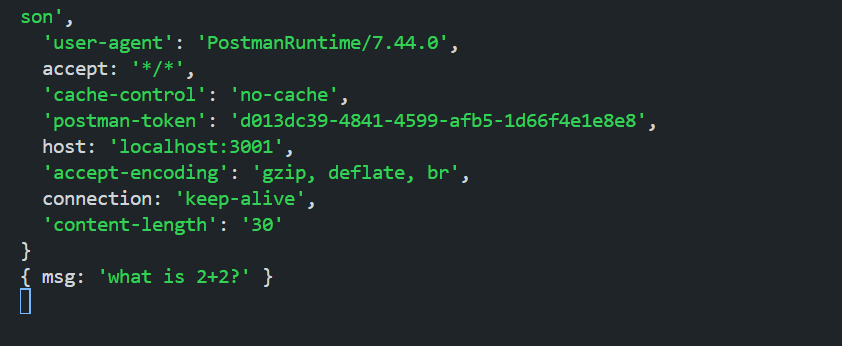 son',
  'user-agent': 'PostmanRuntime/7.44.0',
  accept: '*/*',
  'cache-control': 'no-cache',
  'postman-token': 'd013dc39-4841-4599-afb5-1d66f4e1e8e8',
  host: 'localhost:3001',
  'accept-encoding': 'gzip, deflate, br',
  connection: 'keep-alive',
  'content-length': '30'
}
{ msg: 'what is 2+2?' }